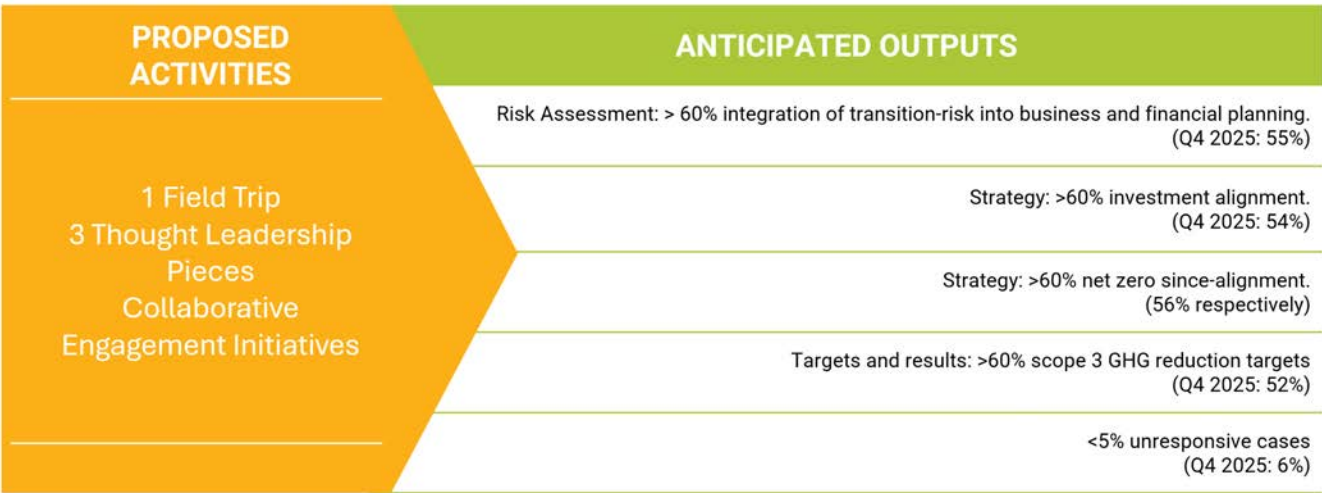 PROPOSED
ACTIVITIES
1 Field Trip
3 Thought Leadership
Pieces
Collaborative
Engagement Initiatives
ANTICIPATED OUTPUTS
Risk Assessment: > 60% integration of transition-risk into business and financial planning.
(Q4 2025: 55%)
Strategy: >60% investment alignment.
(Q4 2025: 54%)
Strategy: >60% net zero since-alignment.
(56% respectively)
Targets and results: >60% scope 3 GHG reduction targets
(Q4 2025: 52%)
<5% unresponsive cases
(Q4 2025: 6%)